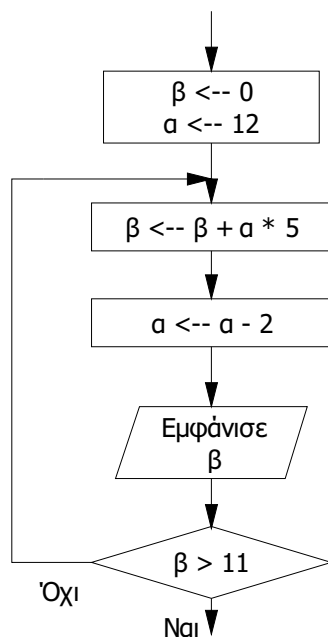 β <-- 0
α <-- 12
β <-- β + α * 5
α <-- α - 2
Εμφάνισε
β
β > 11
Όχι
Ναι